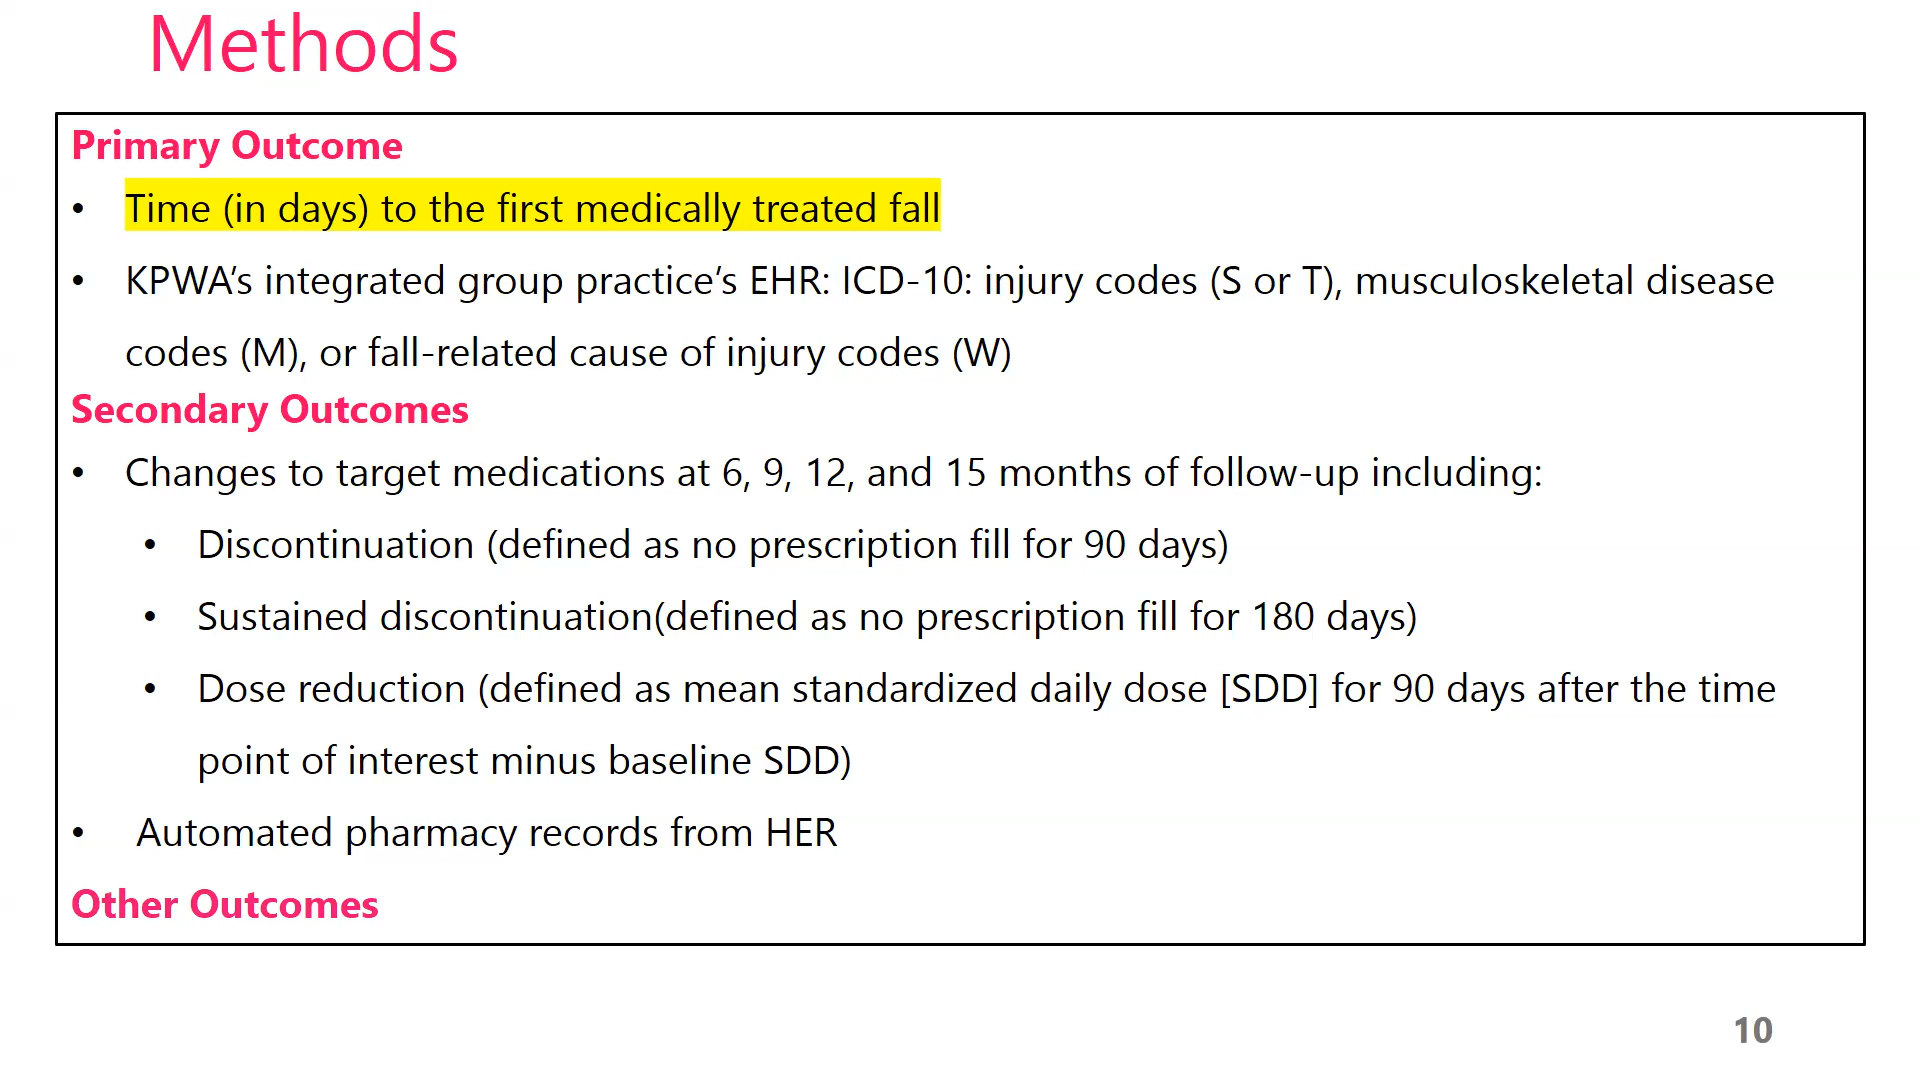 Methods
Primary Outcome
• Time (in days) to the first medically treated fall
• KPWA’s integrated group practice’s EHR: ICD-10: injury codes (S or T), musculoskeletal disease
codes (M), or fall-related cause of injury codes (W)
Secondary Outcomes
• Changes to target medications at 6, 9, 12, and 15 months of follow-up including:
• Discontinuation (defined as no prescription fill for 90 days)
• Sustained discontinuation(defined as no prescription fill for 180 days)
• Dose reduction (defined as mean standardized daily dose [SDD] for 90 days after the time
point of interest minus baseline SDD)
• Automated pharmacy records from HER
Other Outcomes
10